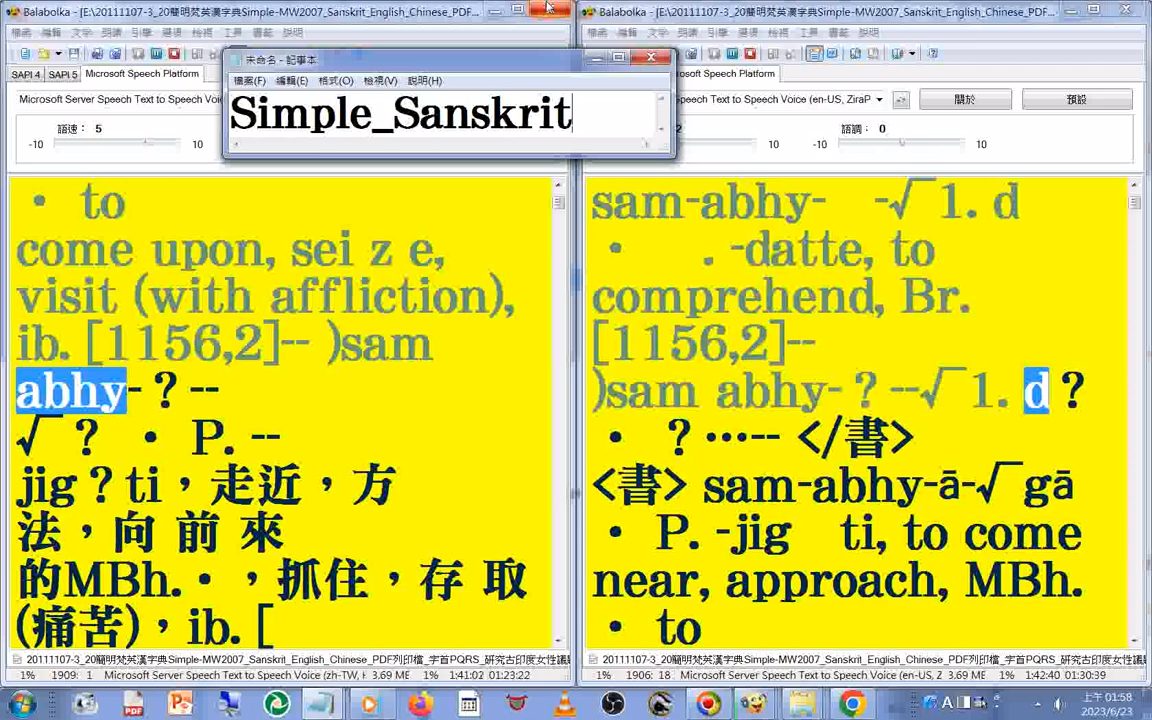 Balabolka - [E:\20111107-3_20簡明梵英漢字典Simple-MW2007_Sanskrit_English_Chinese_PDF...
Balabolka - [E:\20111107-3_20簡明梵英漢字典Simple-MW2007_Sanskrit_English_Chinese_PDF...
未命名 - 記事本
檔案(F) 編輯(E) 格式(O) 檢視(V) 說明(H)
Simple_Sanskrit
SAPI 4 SAPI 5 Microsoft Speech Platform
Speech Platform
Microsoft Server Speech Text to Speech Voi
Speech Text to Speech Voice (en-US, ZiraP
關於
預設
語速： 5
-10 10
2
10
語調： 0
-10 10
• to
come upon, sei z e,
visit (with affliction),
ib. [1156,2]-- )sam
abhy-？--
√ ？ • P. --
jig？ti，走近，方
法，向 前 來
的MBh.•，抓住，存 取
(痛苦)，ib. [
sam-abhy- -√ 1. d
• . -datte, to
comprehend, Br.
[1156,2]--
)sam abhy-？--√ 1. d？
• ？…-- </書>
<書> sam-abhy-ā-√gā
• P. -jig ti, to come
near, approach, MBh.
• to
20111107-3_20簡明梵英漢字典Simple-MW2007_Sanskrit_English_Chinese_PDF列印檔_字首PQRS_研究古印度女性議
20111107-3_20簡明梵英漢字典Simple-MW2007_Sanskrit_English_Chinese_PDF列印檔_字首PQRS_研究古印度女性議題
1% 1909: 1 Microsoft Server Speech Text to Speech Voice (zh-TW, H 3.69 ME 1% 1:41:02 01:23:22
1% 1906: 18 Microsoft Server Speech Text to Speech Voice (en-US, Z 3.69 ME 1% 1:42:40 01:30:39
上午 01:58
2023/6/23